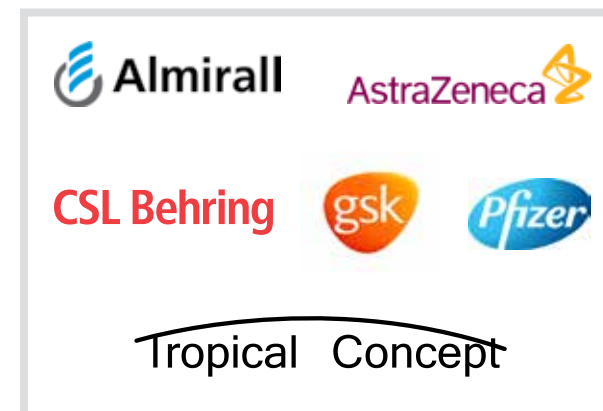 Almirall
AstraZeneca
CSL Behring
gsk
Pfizer
Tropical Concept